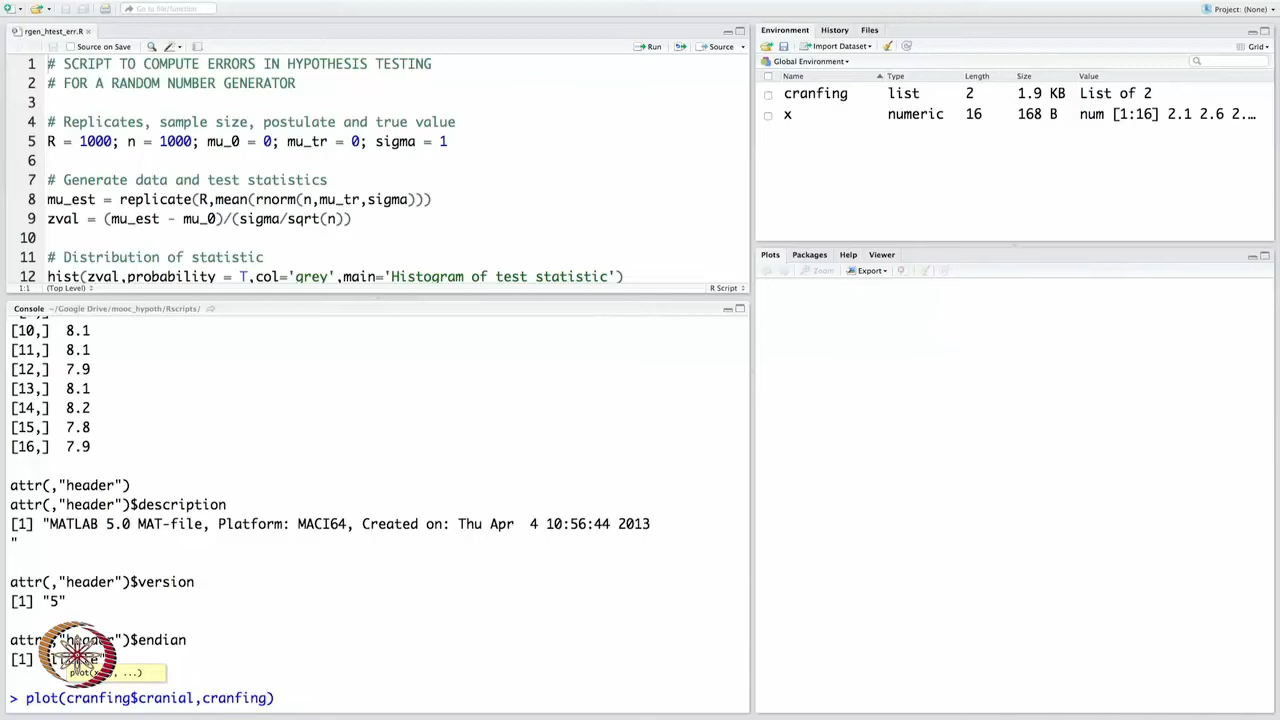 Go to file/function
Project: (None)
rgen_htest_err.R
Source on Save
Run
Source
1 # SCRIPT TO COMPUTE ERRORS IN HYPOTHESIS TESTING
2 # FOR A RANDOM NUMBER GENERATOR
3
4 # Replicates, sample size, postulate and true value
5 R = 1000; n = 1000; mu_0 = 0; mu_tr = 0; sigma = 1
6
7 # Generate data and test statistics
8 mu_est = replicate(R,mean(rnorm(n,mu_tr,sigma)))
9 zval = (mu_est - mu_0)/(sigma/sqrt(n))
10
11 # Distribution of statistic
12 hist(zval,probability = T,col='grey',main='Histogram of test statistic')
1:1 (Top Level) R Script
Console ~/Google Drive/mooc_hypoth/Rscripts/
[10,] 8.1
[11,] 8.1
[12,] 7.9
[13,] 8.1
[14,] 8.2
[15,] 7.8
[16,] 7.9
attr(,"header")
attr(,"header")$description
[1] "MATLAB 5.0 MAT-file, Platform: MACI64, Created on: Thu Apr  4 10:56:44 2013
"
attr(,"header")$version
[1] "5"
$endian
[1]
...)
> plot(cranfing$cranial,cranfing)
Environment History Files
Import Dataset Grid
Global Environment
Name Type Length Size Value
cranfing list 2 1.9 KB List of 2
x numeric 16 168 B num [1:16] 2.1 2.6 2.…
Plots Packages Help Viewer
Zoom Export